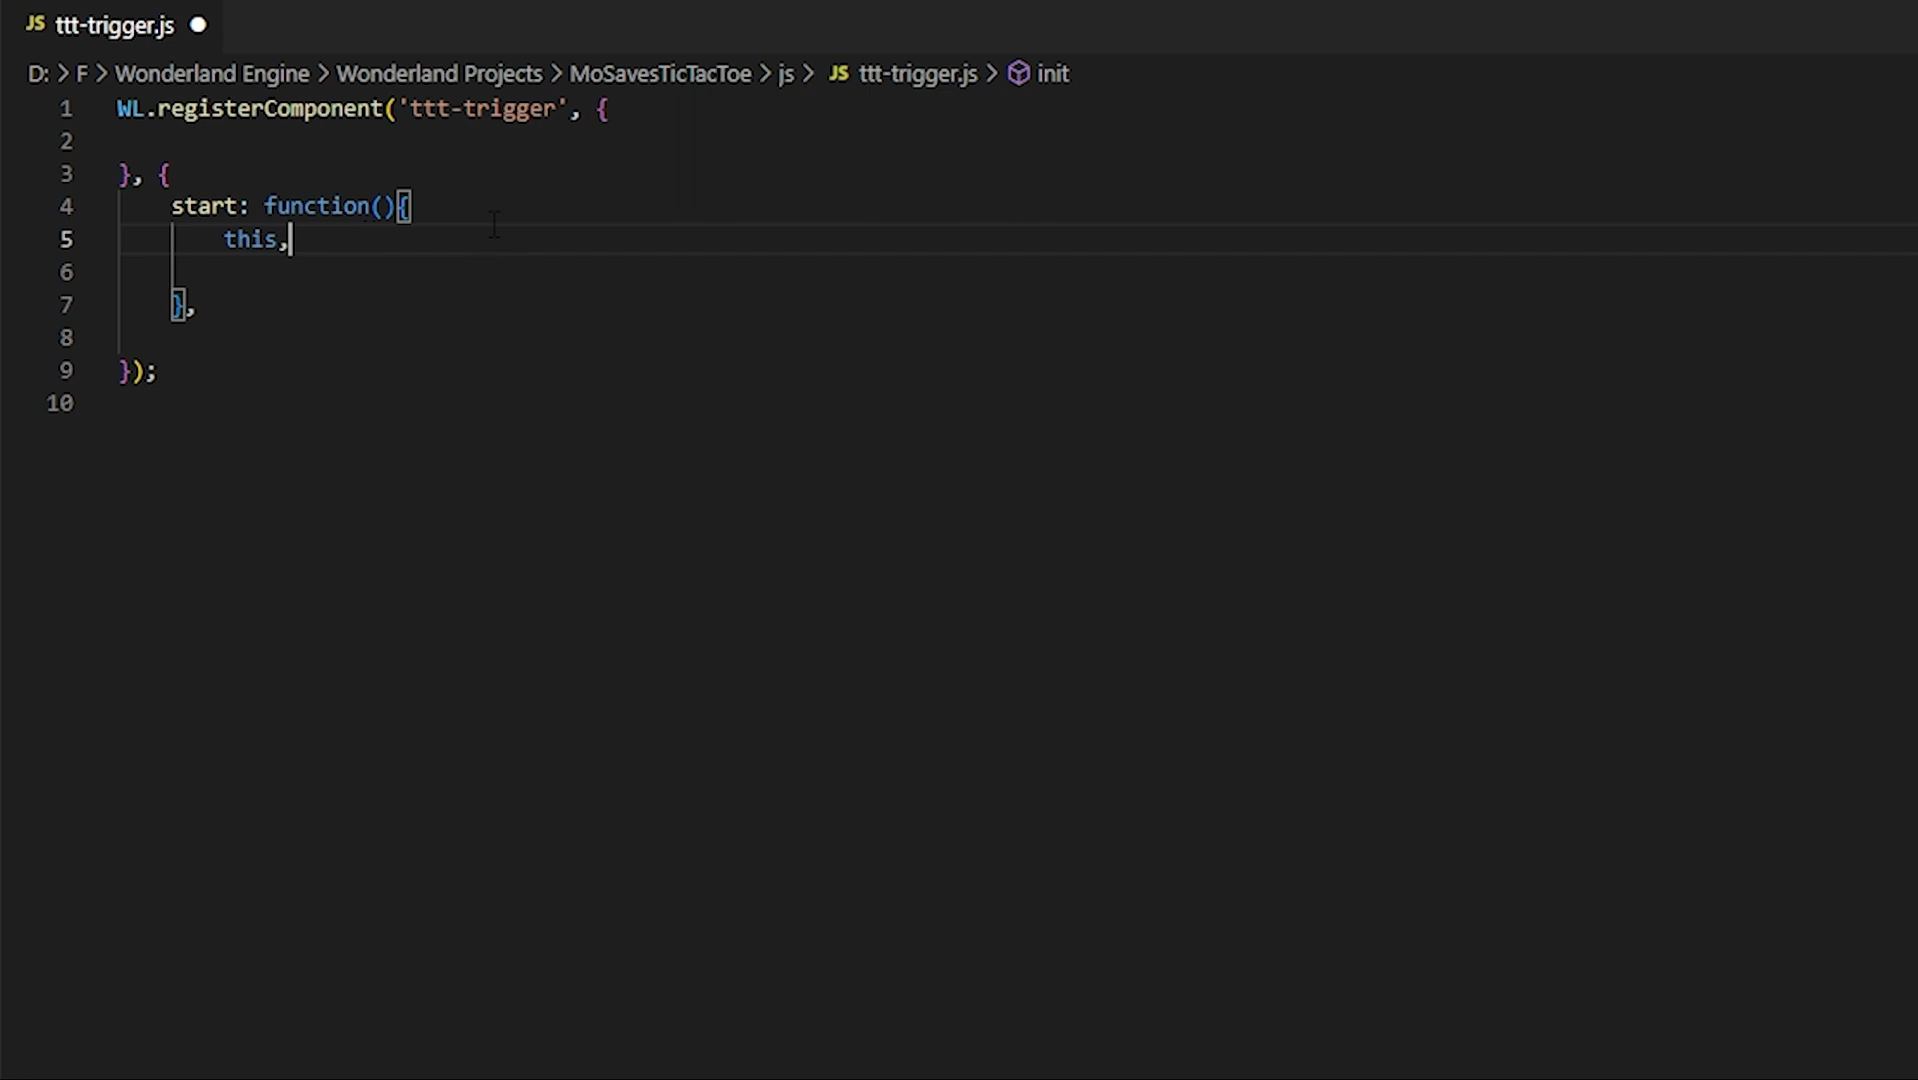 JS ttt-trigger.js
D: > F > Wonderland Engine > Wonderland Projects > MoSavesTicTacToe > js > JS ttt-trigger.js > init
1 WL.registerComponent('ttt-trigger', {
2
3 }, {
4 start: function(){
5 this,
6
7 },
8
9 });
10